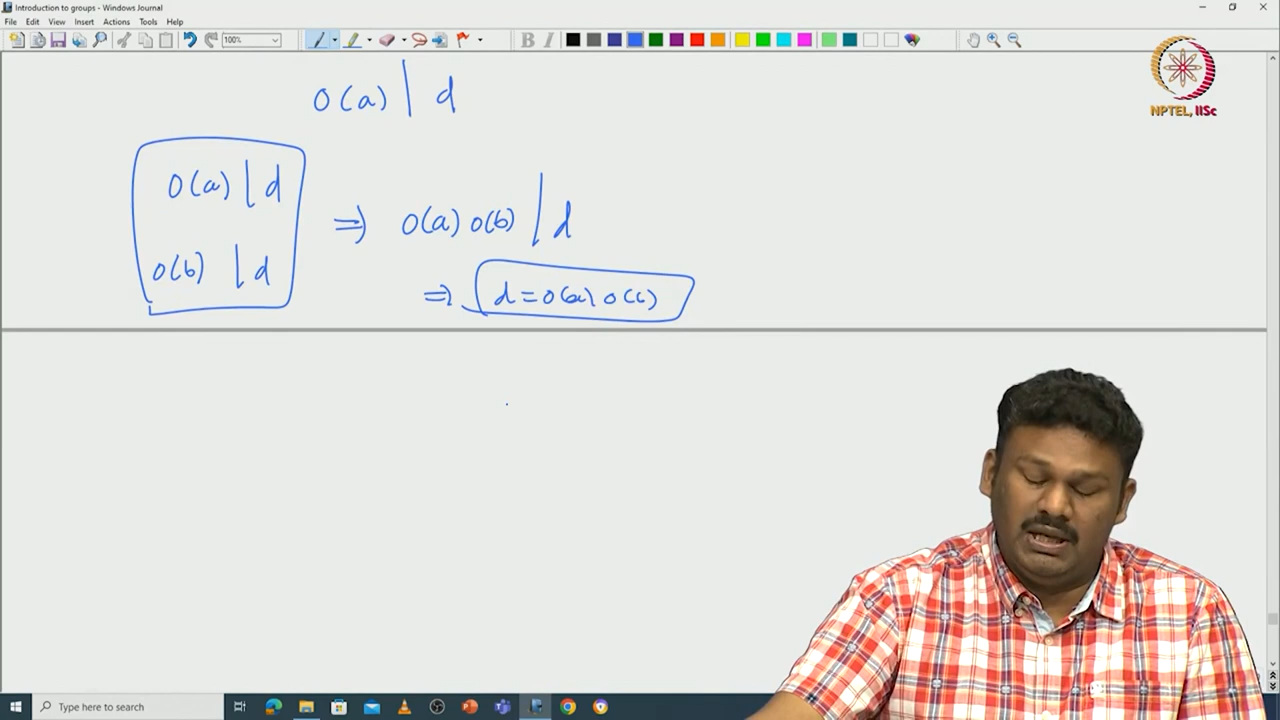 Introduction to groups - Windows Journal
File Edit View Insert Actions Tools Help
100%
B I
NPTEL, IISc
o(a) | d
o(a) | d
o(b) | d
⇒ o(a) o(b) | d
⇒ d = o(a) o(c)
Type here to search